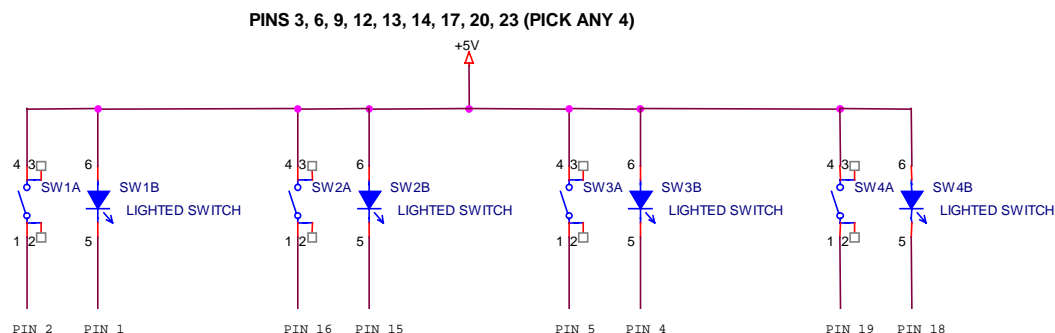 PINS 3, 6, 9, 12, 13, 14, 17, 20, 23 (PICK ANY 4)
+5V
4 3 6 4 3 6 4 3 6 4 3 6
SW1A SW1B SW2A SW2B SW3A SW3B SW4A SW4B
LIGHTED SWITCH LIGHTED SWITCH LIGHTED SWITCH LIGHTED SWITCH
1 2 5 1 2 5 1 2 5 1 2 5
PIN 2 PIN 1 PIN 16 PIN 15 PIN 5 PIN 4 PIN 19 PIN 18